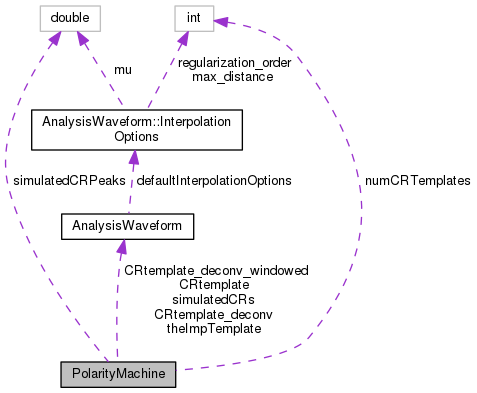 double
int
mu
regularization_order
max_distance
AnalysisWaveform::Interpolation
Options
simulatedCRPeaks
defaultInterpolationOptions
numCRTemplates
AnalysisWaveform
CRtemplate_deconv_windowed
CRtemplate
simulatedCRs
CRtemplate_deconv
theImpTemplate
PolarityMachine